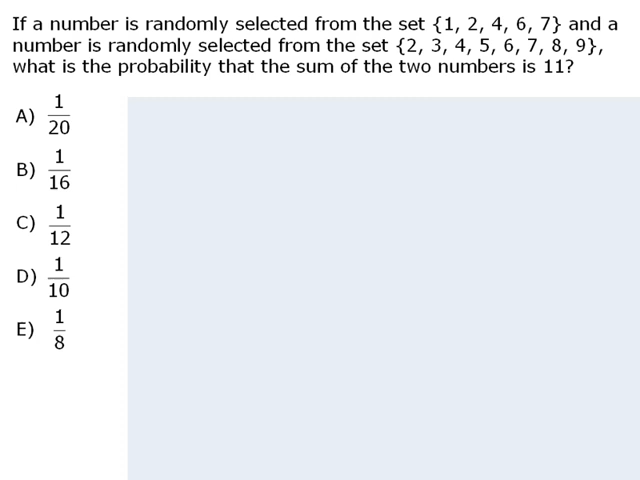 If a number is randomly selected from the set {1, 2, 4, 6, 7} and a
number is randomly selected from the set {2, 3, 4, 5, 6, 7, 8, 9},
what is the probability that the sum of the two numbers is 11?
A) 1/20
B) 1/16
C) 1/12
D) 1/10
E) 1/8